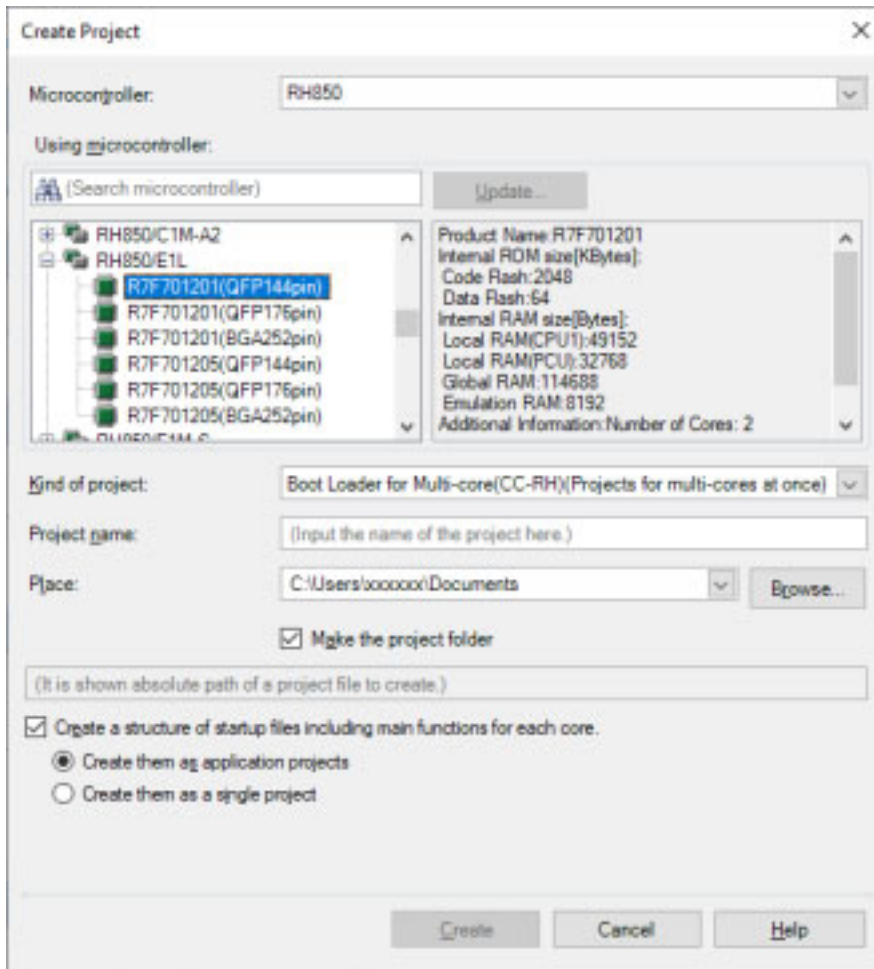 Create Project
Microcontroller:
RH850
Using microcontroller:
(Search microcontroller)
Update...
RH850/C1M-A2
RH850/E1L
R7F701201(QFP144pin)
R7F701201(QFP176pin)
R7F701201(BGA252pin)
R7F701205(QFP144pin)
R7F701205(QFP176pin)
R7F701205(BGA252pin)
RH850/E1M-S
Product Name:R7F701201
Internal ROM size[KBytes]:
Code Flash:2048
Data Flash:64
Internal RAM size[Bytes]:
Local RAM(CPU1):49152
Local RAM(PCU):32768
Global RAM:114688
Emulation RAM:8192
Additional Information:Number of Cores: 2
Kind of project:
Boot Loader for Multi-core(CC-RH)(Projects for multi-cores at once)
Project name:
(Input the name of the project here.)
Place:
C:\Users\xxxxxxx\Documents
Browse...
Make the project folder
(It is shown absolute path of a project file to create.)
Create a structure of startup files including main functions for each core.
Create them as application projects
Create them as a single project
Create
Cancel
Help